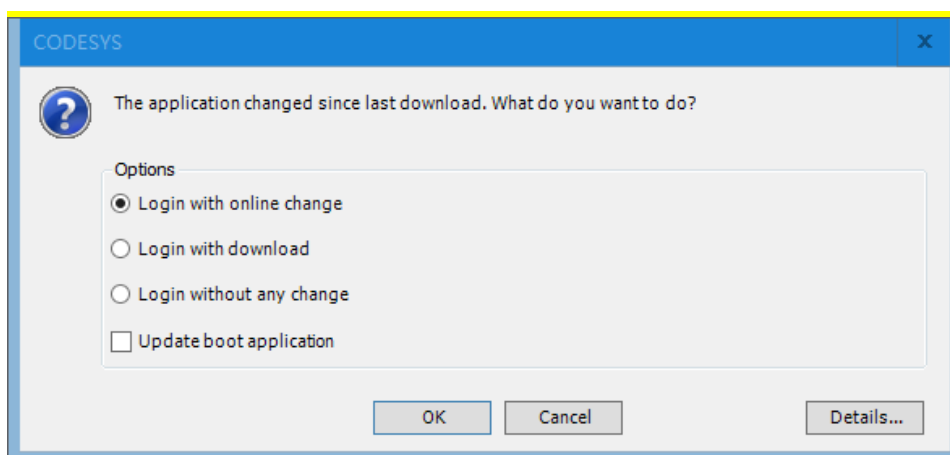 CODESYS
x
The application changed since last download. What do you want to do?
Options
Login with online change
Login with download
Login without any change
Update boot application
OK Cancel Details...